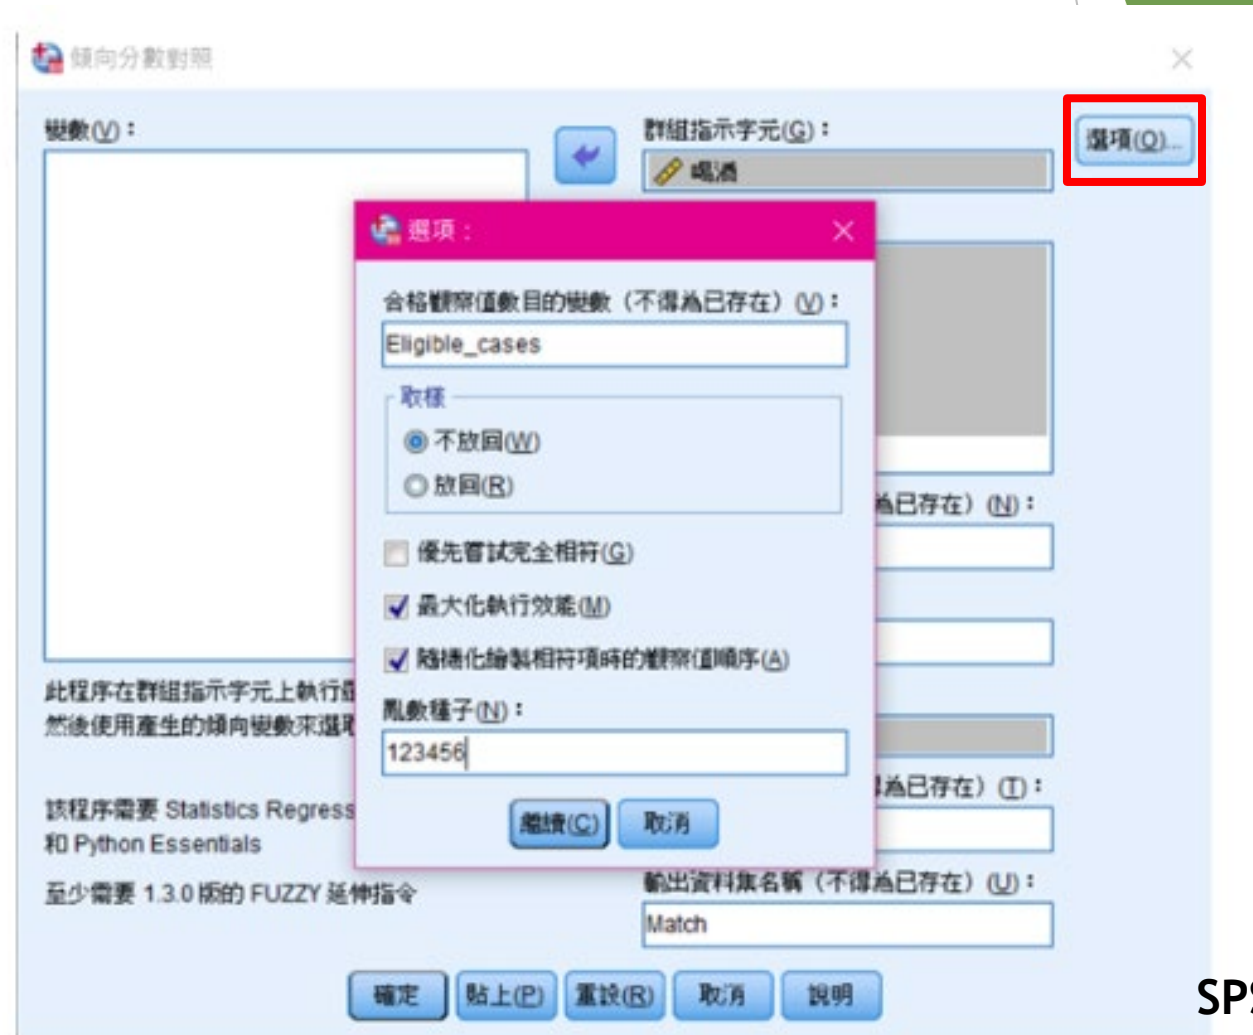 傾向分數對照
變數(V)：
群組指示字元(G)：
選項(O)...
喝酒
選項：
合格觀察值數目的變數（不得為已存在）(V)：
Eligible_cases
取樣
不放回(W)
放回(R)
為已存在）(N)：
優先嘗試完全相符(G)
最大化執行效能(M)
隨機化繪製相符項時的觀察值順序(A)
此程序在群組指示字元上執行
然後使用產生的傾向變數來選取
亂數種子(N)：
123456
得為已存在）(T)：
該程序需要 Statistics Regress
和 Python Essentials
繼續(C)
取消
至少需要 1.3.0 版的 FUZZY 延伸指令
輸出資料集名稱（不得為已存在）(U)：
Match
確定
貼上(P)
重設(R)
取消
說明